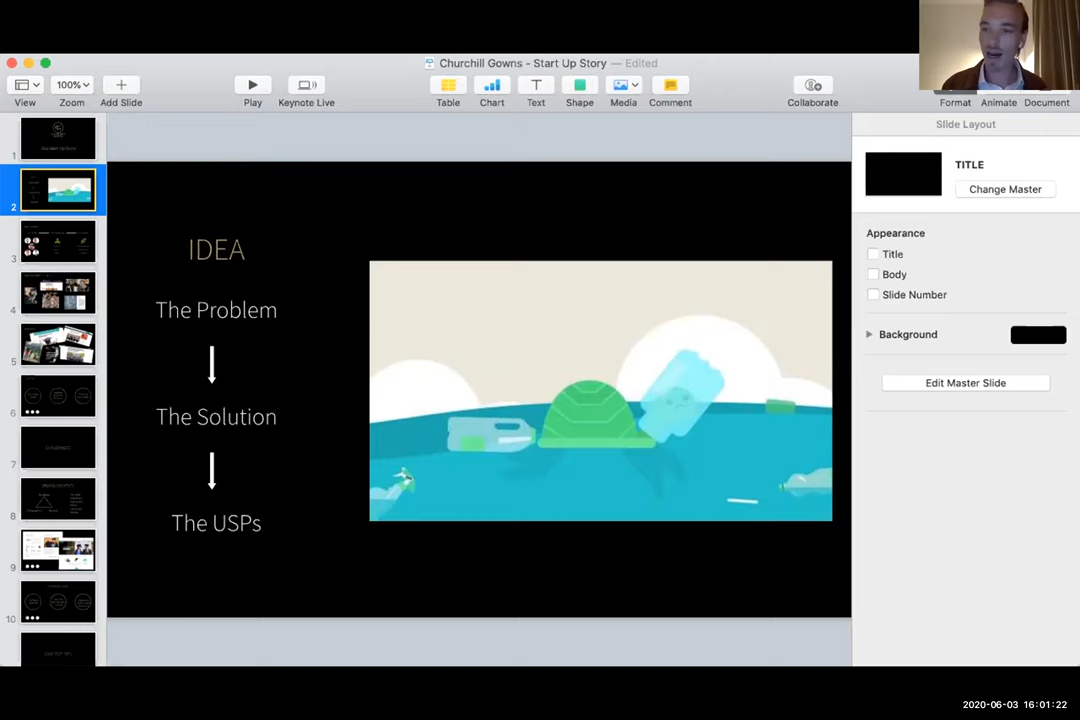 Churchill Gowns - Start Up Story — Edited
100%
View
Zoom
Add Slide
Play
Keynote Live
Table
Chart
Text
Shape
Media
Comment
Collaborate
Format
Animate
Document
Slide Layout
1
2
3
4
5
6
7
8
9
10
IDEA
The Problem
The Solution
The USPs
TITLE
Change Master
Appearance
Title
Body
Slide Number
Background
Edit Master Slide
2020-06-03 16:01:22